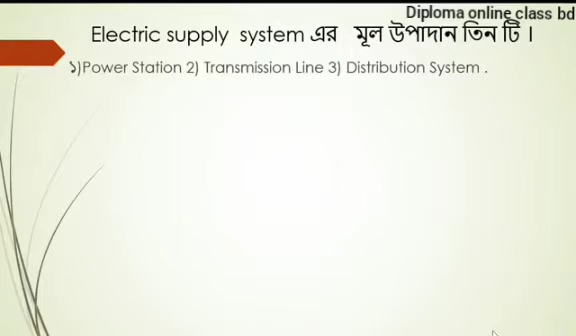 Diploma online class bd
Electric supply system এর মূল উপাদান তিন টি ।
১)Power Station 2) Transmission Line 3) Distribution System .